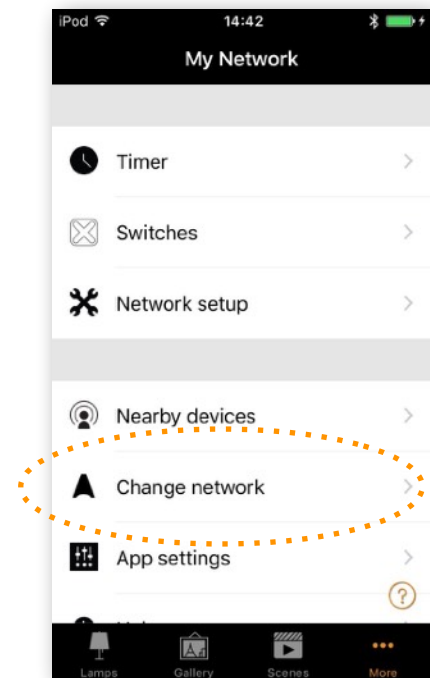 iPod 14:42
My Network
Timer
Switches
Network setup
Nearby devices
Change network
App settings
?
Lamps Gallery Scenes More